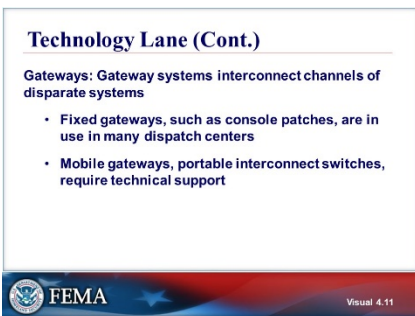 Technology Lane (Cont.)
Gateways: Gateway systems interconnect channels of
disparate systems
• Fixed gateways, such as console patches, are in
use in many dispatch centers
• Mobile gateways, portable interconnect switches,
require technical support
FEMA
Visual 4.11